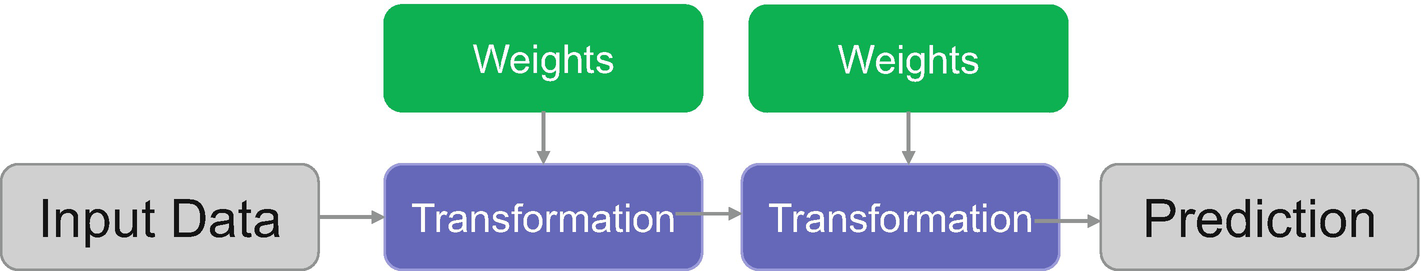 Weights
Weights
Input Data
Transformation
Transformation
Prediction